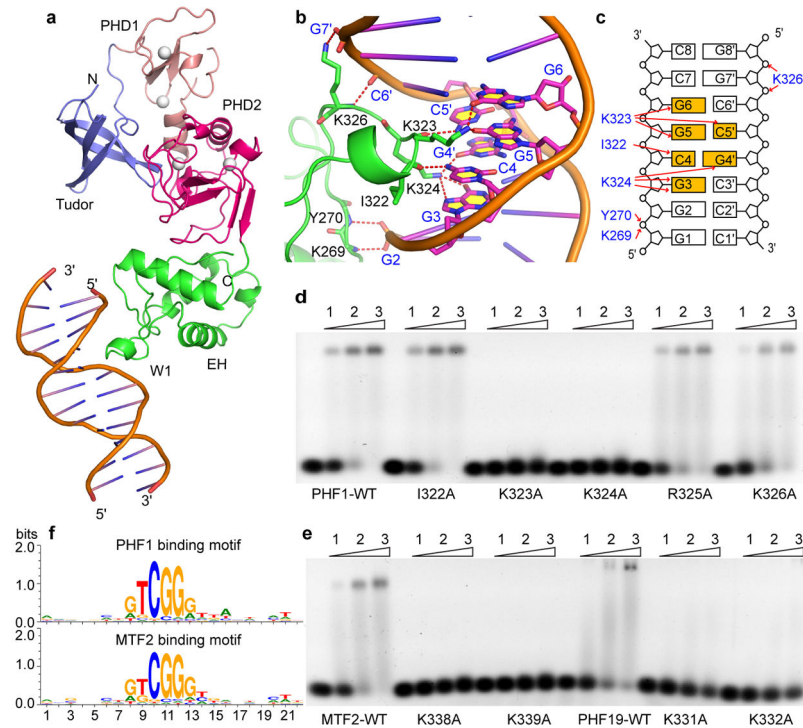 a
PHD1
N
PHD2
Tudor
C
3'
5'
W1
EH
5'
3'
b
G7'
C6'
K326
K323
C5'
G6
G4'
G5
K324
C4
I322
G3
Y270
K269
G2
c
3' 5'
C8 G8'
C7 G7'
K326
G6 C6'
K323
G5 C5'
I322
C4 G4'
K324
G3 C3'
Y270
G2 C2'
K269
G1 C1'
5' 3'
d
1 2 3 1 2 3 1 2 3 1 2 3 1 2 3 1 2 3
PHF1-WT I322A K323A K324A R325A K326A
e
1 2 3 1 2 3 1 2 3 1 2 3 1 2 3 1 2 3
MTF2-WT K338A K339A PHF19-WT K331A K332A
bits f
PHF1 binding motif
2.0
1.0
0.0
GTCGG
MTF2 binding motif
2.0
1.0
0.0
GTCGGg
1 3 5 7 9 11 13 15 17 19 21